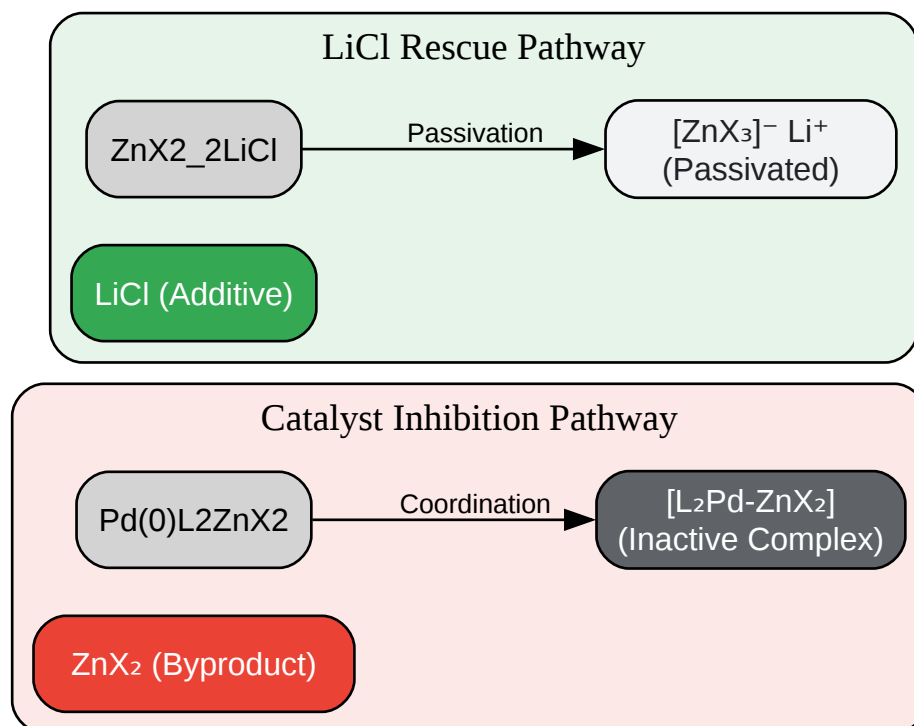 LiCl Rescue Pathway
ZnX2_2LiCl
Passivation
[ZnX₃]⁻ Li⁺
(Passivated)
LiCl (Additive)
Catalyst Inhibition Pathway
Pd(0)L2ZnX2
Coordination
[L₂Pd-ZnX₂]
(Inactive Complex)
ZnX₂ (Byproduct)